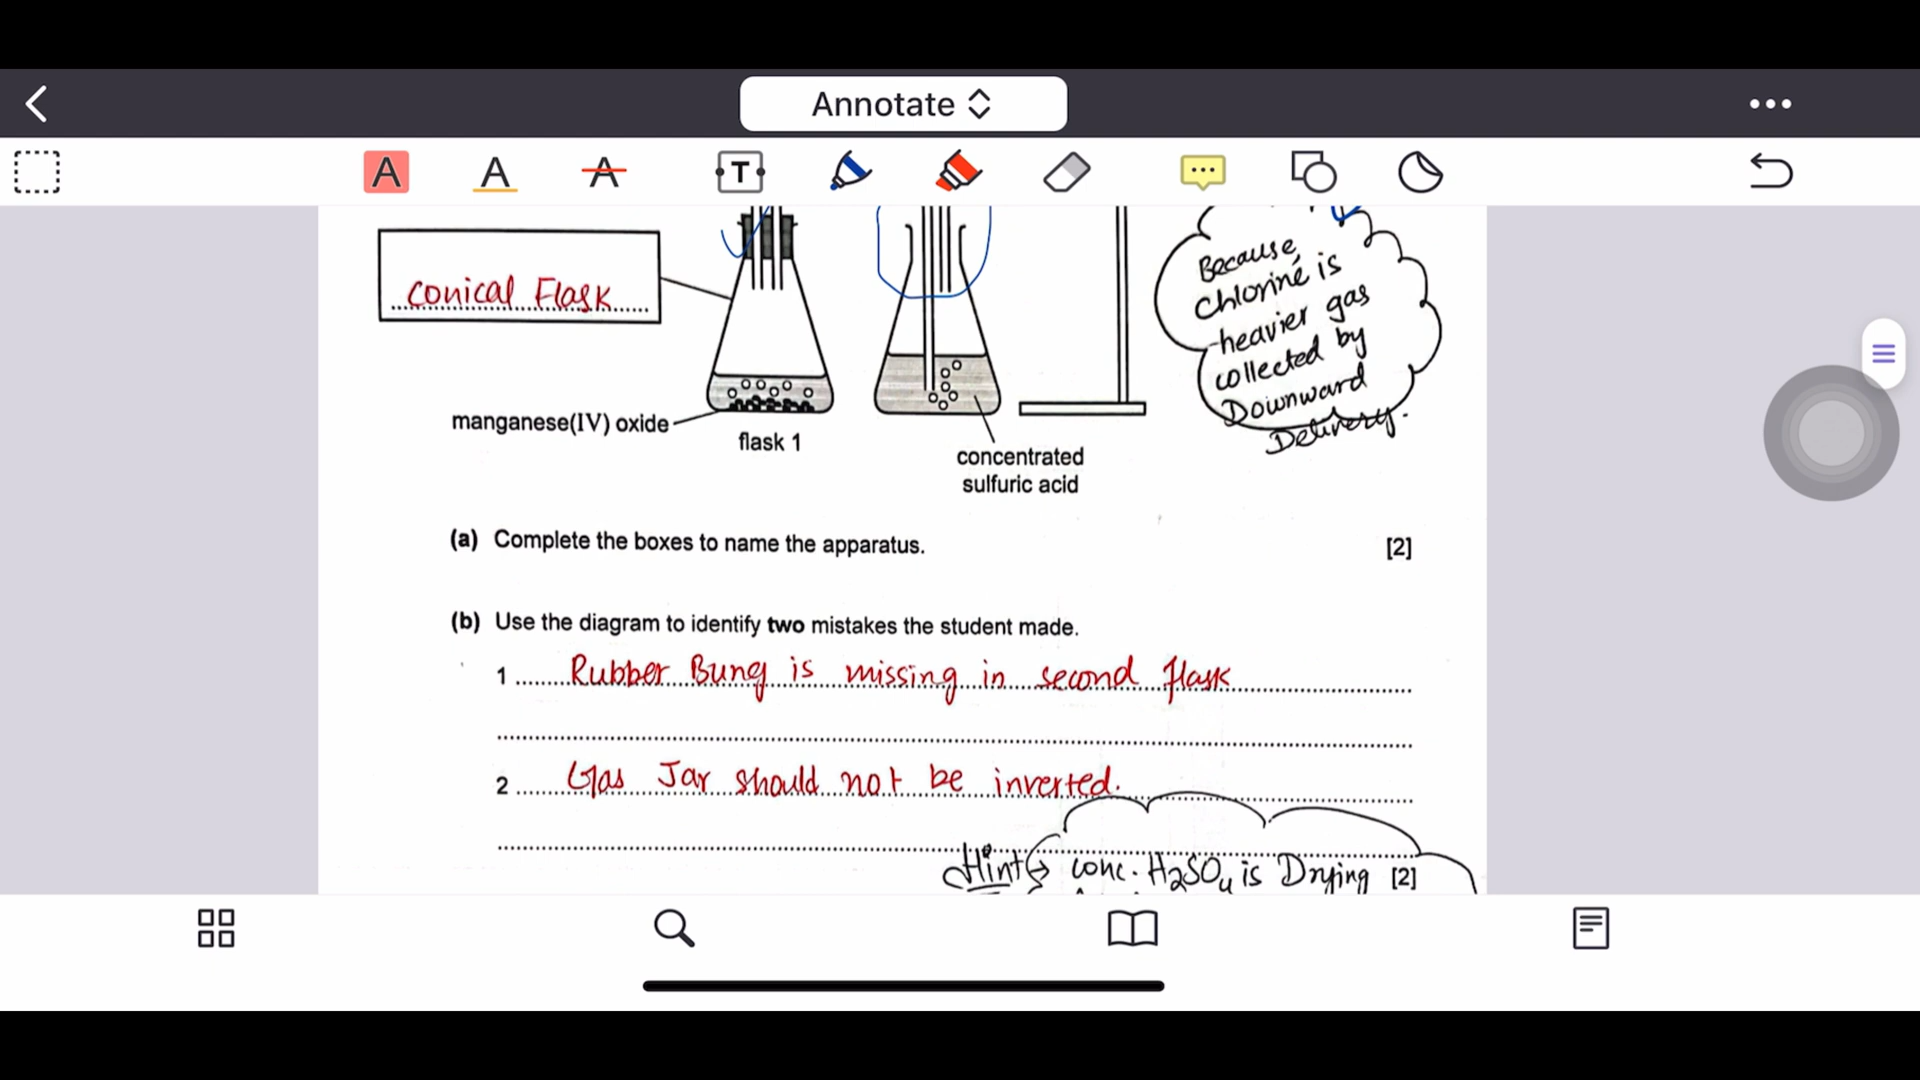 Annotate
A A A T
Because
Chlorine is
heavier gas
collected by
Downward
Delivery.
Conical Flask
manganese(IV) oxide
flask 1
concentrated
sulfuric acid
(a) Complete the boxes to name the apparatus. [2]
(b) Use the diagram to identify two mistakes the student made.
1 Rubber Bung is missing in second flask
2 Gas Jar should not be inverted.
Hint → conc. H₂SO₄ is Drying [2]